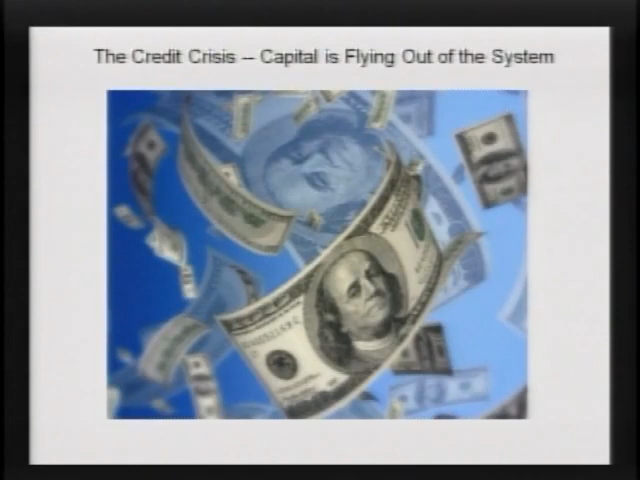 The Credit Crisis -- Capital is Flying Out of the System